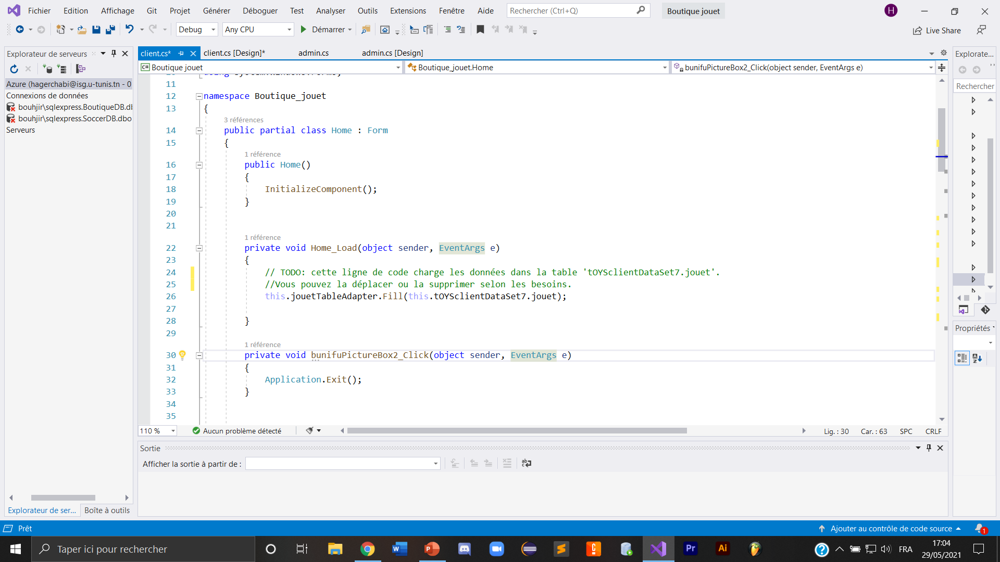 Fichier Edition Affichage Git Projet Générer Déboguer Test Analyser Outils Extensions Fenêtre Aide Rechercher (Ctrl+Q) Boutique jouet H
Debug Any CPU Démarrer Live Share
Explorateur de serveurs
client.cs* client.cs [Design]* admin.cs admin.cs [Design]
Explorate...
C# Boutique jouet Boutique_jouet.Home bunifuPictureBox2_Click(object sender, EventArgs e)
Rechercher
Azure (hagerchabi@isg.u-tunis.tn - 0
Connexions de données
bouhjir\sqlexpress.BoutiqueDB.d
bouhjir\sqlexpress.SoccerDB.dbo
Serveurs
11
12 namespace Boutique_jouet
13 {
3 références
14 public partial class Home : Form
15 {
1 référence
16 public Home()
17 {
18 InitializeComponent();
19 }
20
21
1 référence
22 private void Home_Load(object sender, EventArgs e)
23 {
24 // TODO: cette ligne de code charge les données dans la table 'tOYSclientDataSet7.jouet'.
25 //Vous pouvez la déplacer ou la supprimer selon les besoins.
26 this.jouetTableAdapter.Fill(this.tOYSclientDataSet7.jouet);
27
28 }
29
1 référence
30 private void bunifuPictureBox2_Click(object sender, EventArgs e)
31 {
32 Application.Exit();
33 }
34
35
Propriétés
110 % Aucun problème détecté Lig. : 30 Car. : 63 SPC CRLF
Sortie
Afficher la sortie à partir de :
Explorateur de ser... Boîte à outils
Prêt Ajouter au contrôle de code source 1
Taper ici pour rechercher
W P S C Pr Ai
FRA
17:04
29/05/2021